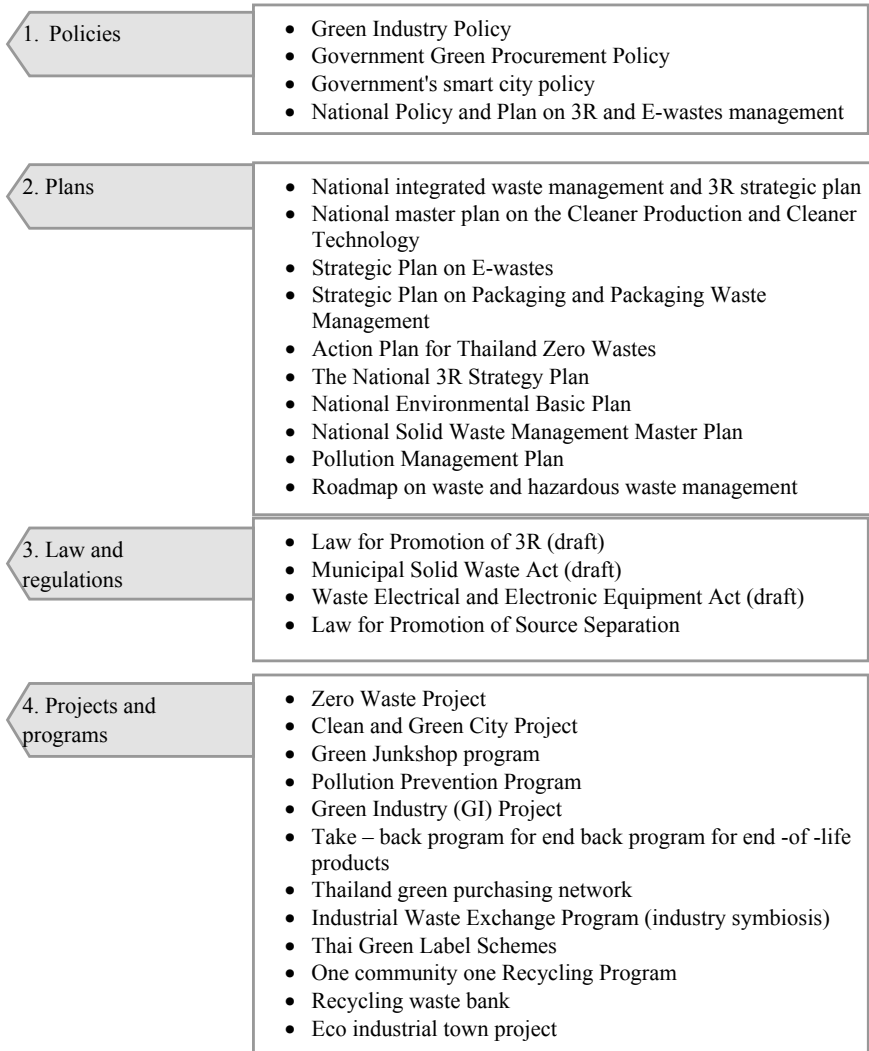 1. Policies
• Green Industry Policy
• Government Green Procurement Policy
• Government's smart city policy
• National Policy and Plan on 3R and E-wastes management
2. Plans
• National integrated waste management and 3R strategic plan
• National master plan on the Cleaner Production and Cleaner
Technology
• Strategic Plan on E-wastes
• Strategic Plan on Packaging and Packaging Waste
Management
• Action Plan for Thailand Zero Wastes
• The National 3R Strategy Plan
• National Environmental Basic Plan
• National Solid Waste Management Master Plan
• Pollution Management Plan
• Roadmap on waste and hazardous waste management
3. Law and
regulations
• Law for Promotion of 3R (draft)
• Municipal Solid Waste Act (draft)
• Waste Electrical and Electronic Equipment Act (draft)
• Law for Promotion of Source Separation
4. Projects and
programs
• Zero Waste Project
• Clean and Green City Project
• Green Junkshop program
• Pollution Prevention Program
• Green Industry (GI) Project
• Take – back program for end back program for end -of -life
products
• Thailand green purchasing network
• Industrial Waste Exchange Program (industry symbiosis)
• Thai Green Label Schemes
• One community one Recycling Program
• Recycling waste bank
• Eco industrial town project